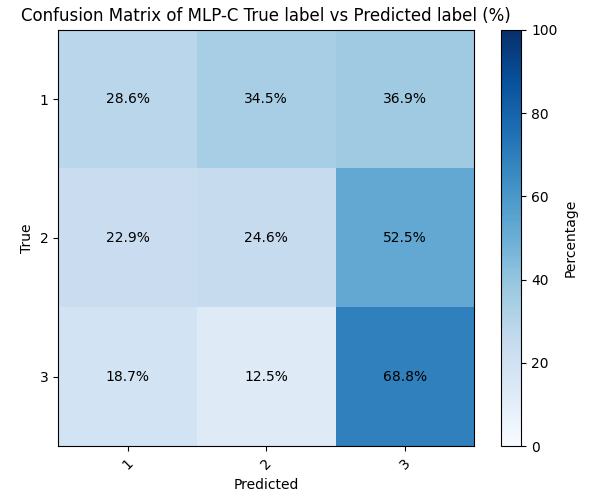 Confusion Matrix of MLP-C True label vs Predicted label (%)
1 28.6% 34.5% 36.9%
2 22.9% 24.6% 52.5%
3 18.7% 12.5% 68.8%
True
1 2 3
Predicted
100
80
60
40
20
0
Percentage